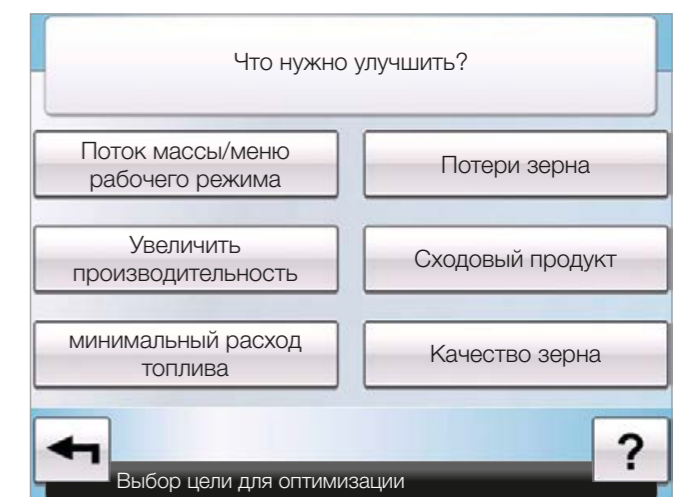 Что нужно улучшить?
Поток массы/меню
рабочего режима
Потери зерна
Увеличить
производительность
Сходовый продукт
минимальный расход
топлива
Качество зерна
?
Выбор цели для оптимизации